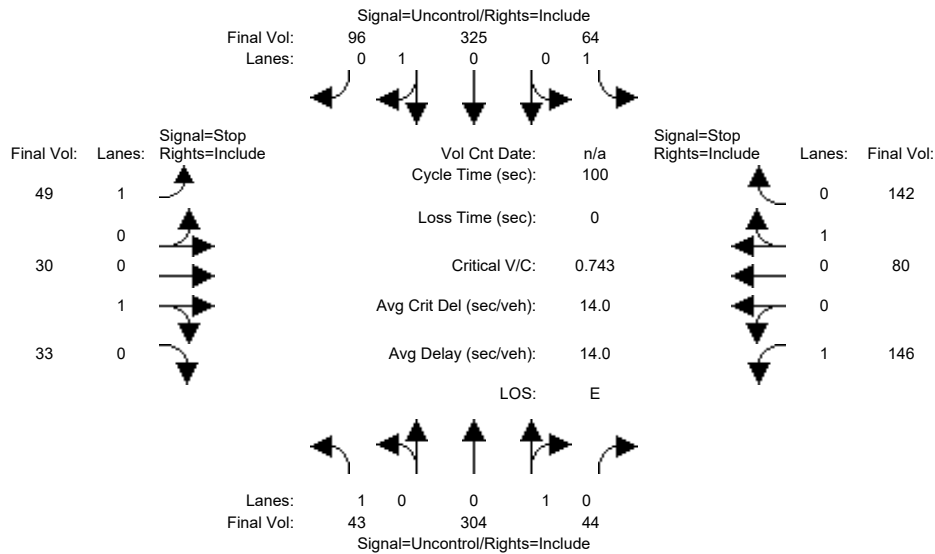 Signal=Uncontrol/Rights=Include
Final Vol: 96 325 64
Lanes: 0 1 0 0 1
Signal=Stop Signal=Stop
Final Vol: Lanes: Rights=Include Vol Cnt Date: n/a Rights=Include Lanes: Final Vol:
Cycle Time (sec): 100
49 1 0 142
Loss Time (sec): 0
0 1
30 0 Critical V/C: 0.743 0 80
1 Avg Crit Del (sec/veh): 14.0 0
33 0 Avg Delay (sec/veh): 14.0 1 146
LOS: E
Lanes: 1 0 0 1 0
Final Vol: 43 304 44
Signal=Uncontrol/Rights=Include